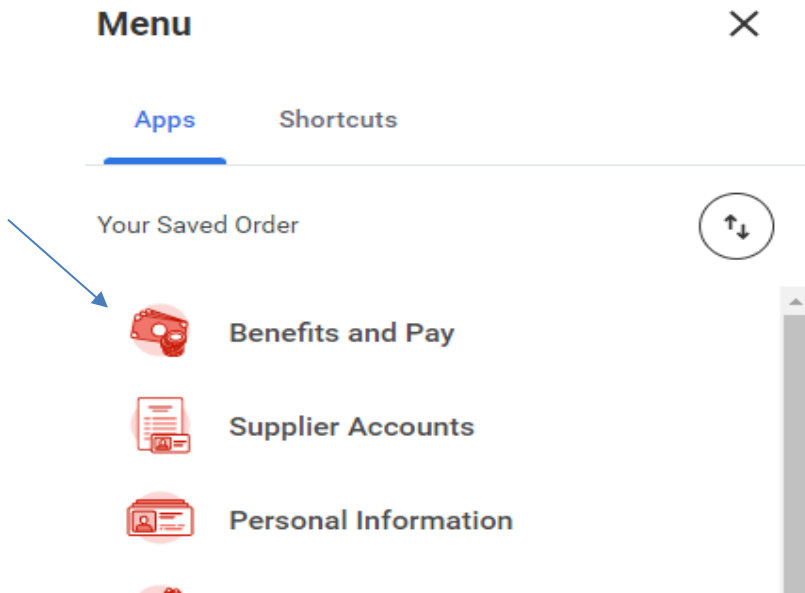 Menu
Apps Shortcuts
Your Saved Order
Benefits and Pay
Supplier Accounts
Personal Information